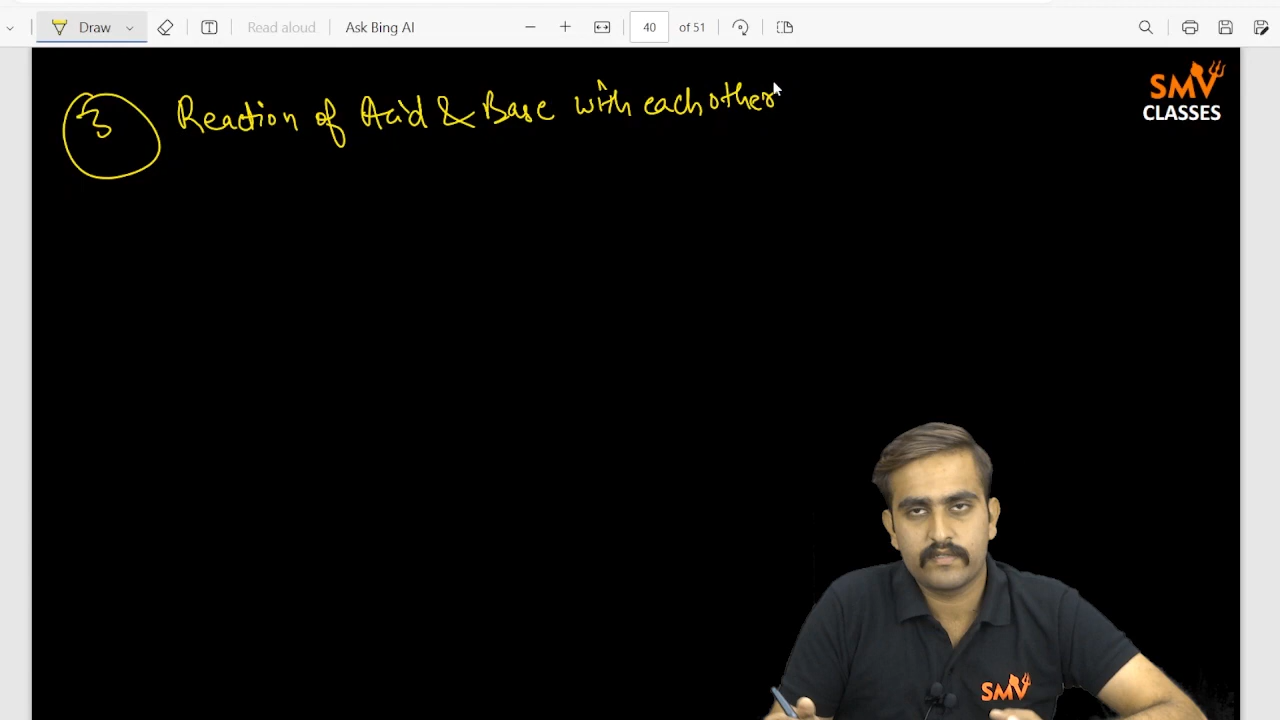 Draw
Read aloud
Ask Bing AI
40
of 51
SMV
CLASSES
3 Reaction of Acid & Base with each other
SMV